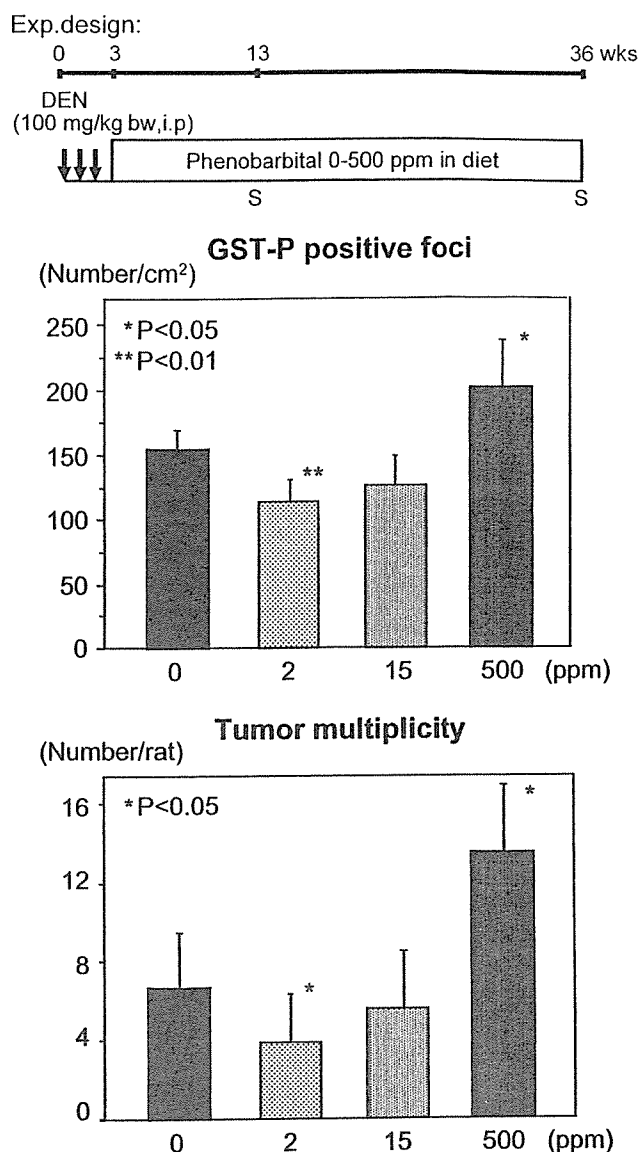 Exp.design:
0 3 13 36 wks
DEN
(100 mg/kg bw,i.p)
Phenobarbital 0-500 ppm in diet
S S
GST-P positive foci
(Number/cm²)
*P<0.05
**P<0.01
250
200
150
100
50
0
**
*
0 2 15 500 (ppm)
Tumor multiplicity
(Number/rat)
*P<0.05
16
12
8
4
0
*
*
0 2 15 500 (ppm)